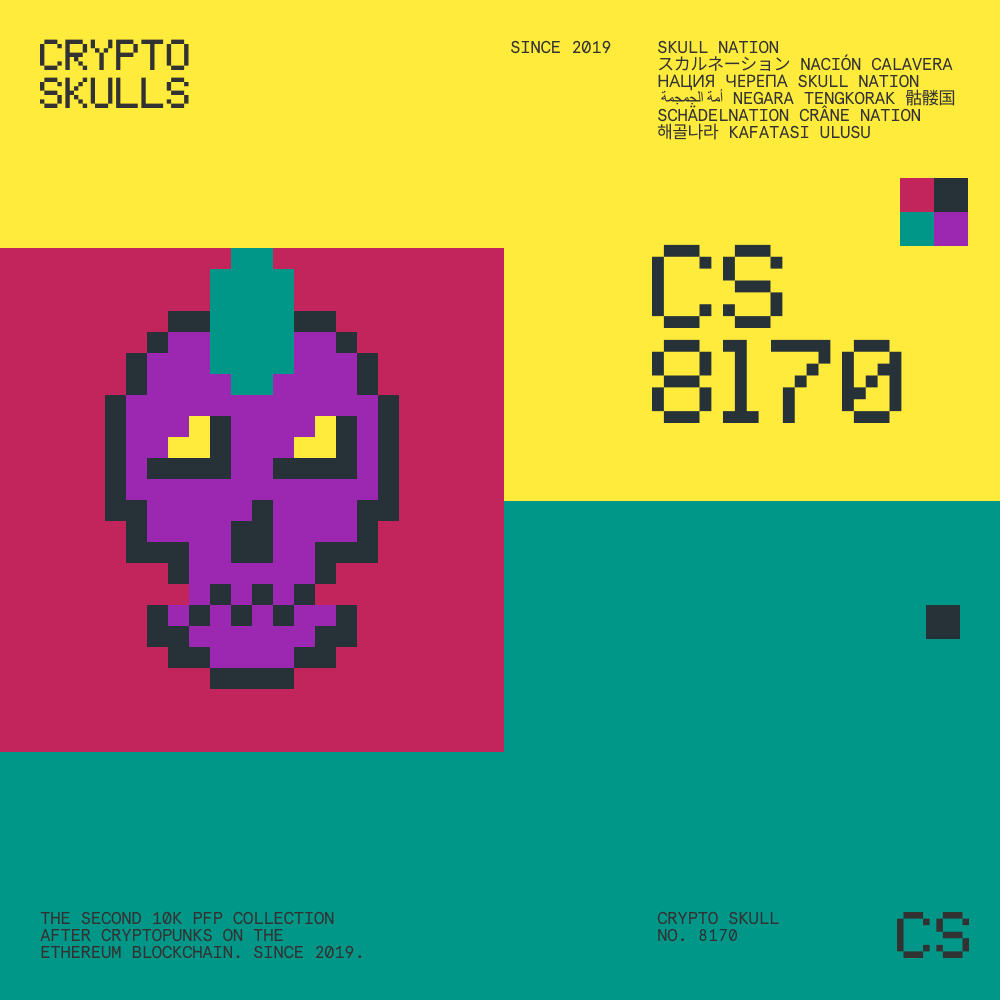 CRYPTO
SKULLS
SINCE 2019
SKULL NATION
スカルネーション NACIÓN CALAVERA
НАЦИЯ ЧЕРЕПА SKULL NATION
أمة الجمجمة NEGARA TENGKORAK 骷髅国
SCHÄDELNATION CRÂNE NATION
해골나라 KAFATASI ULUSU
CS
8170
THE SECOND 10K PFP COLLECTION
AFTER CRYPTOPUNKS ON THE
ETHEREUM BLOCKCHAIN. SINCE 2019.
CRYPTO SKULL
NO. 8170
CS